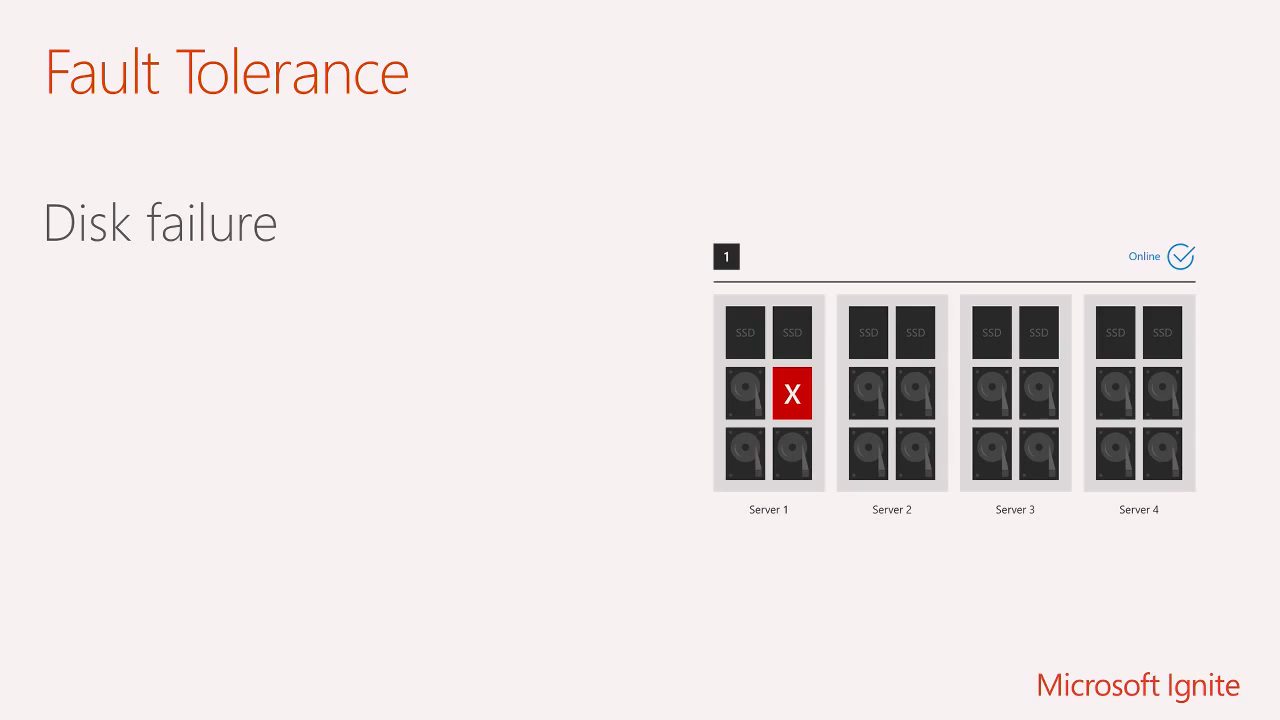 Fault Tolerance
Disk failure
1 Online
SSD SSD SSD SSD SSD SSD SSD SSD
X
Server 1 Server 2 Server 3 Server 4
Microsoft Ignite